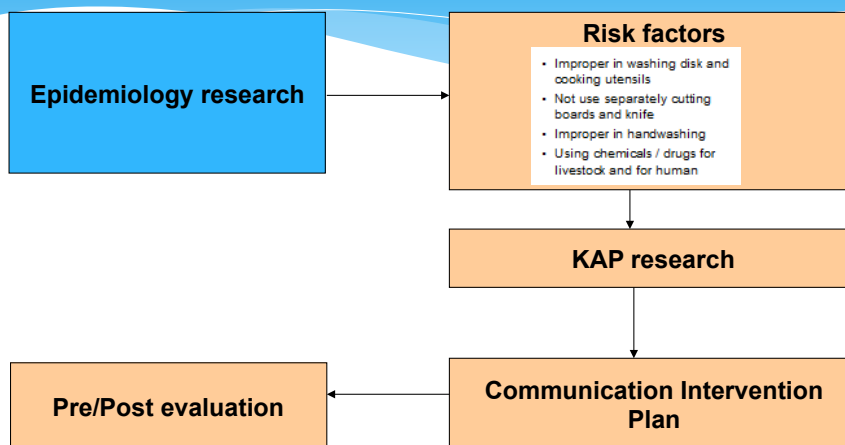 Epidemiology research
Risk factors
• Improper in washing disk and
cooking utensils
• Not use separately cutting
boards and knife
• Improper in handwashing
• Using chemicals / drugs for
livestock and for human
KAP research
Communication Intervention
Plan
Pre/Post evaluation